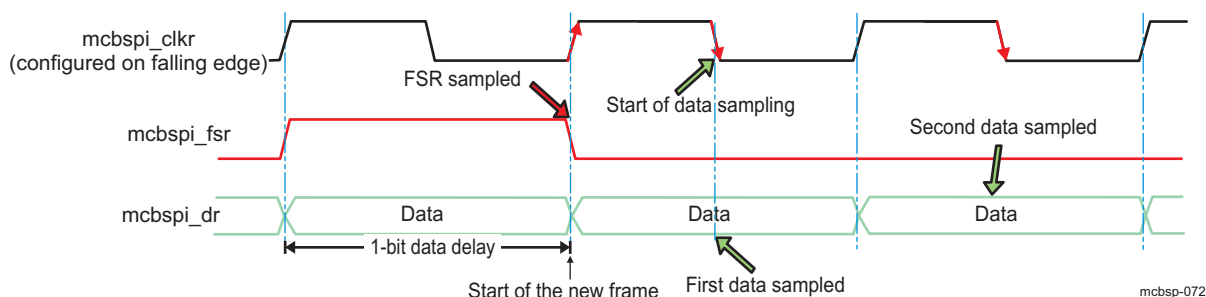 mcbspi_clkr
(configured on falling edge)
FSR sampled
Start of data sampling
mcbspi_fsr
Second data sampled
mcbspi_dr
Data
Data
Data
1-bit data delay
Start of the new frame
First data sampled
mcbsp-072